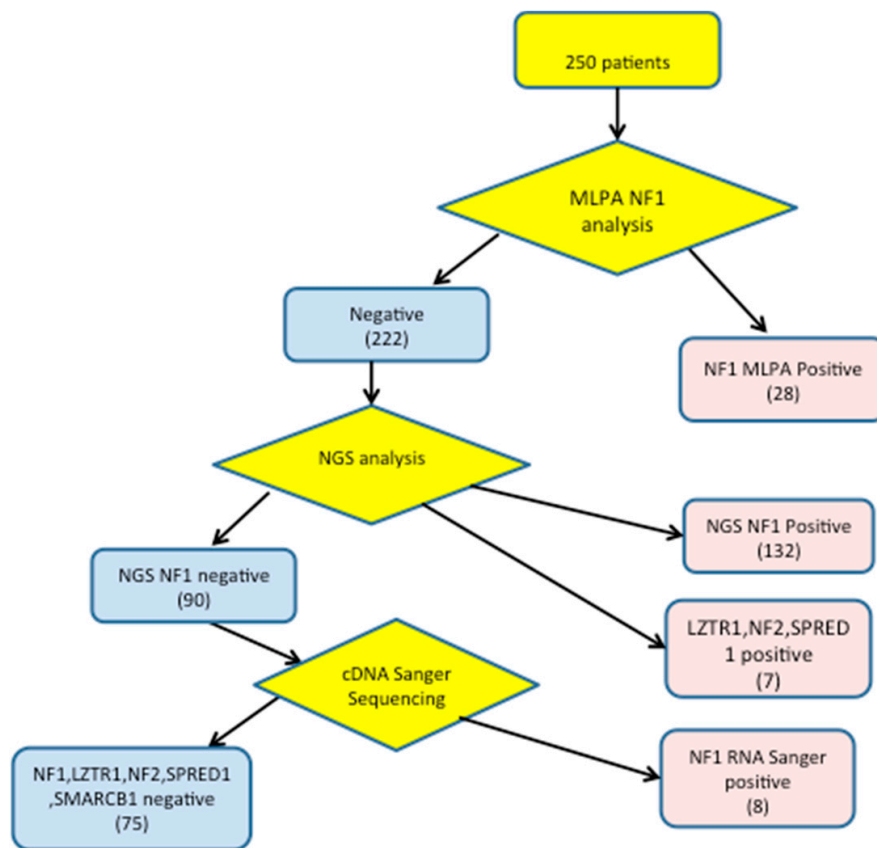 250 patients
MLPA NF1
analysis
Negative
(222)
NF1 MLPA Positive
(28)
NGS analysis
NGS NF1 Positive
(132)
NGS NF1 negative
(90)
LZTR1,NF2,SPRED
1 positive
(7)
cDNA Sanger
Sequencing
NF1 RNA Sanger
positive
(8)
NF1,LZTR1,NF2,SPRED1
,SMARCB1 negative
(75)